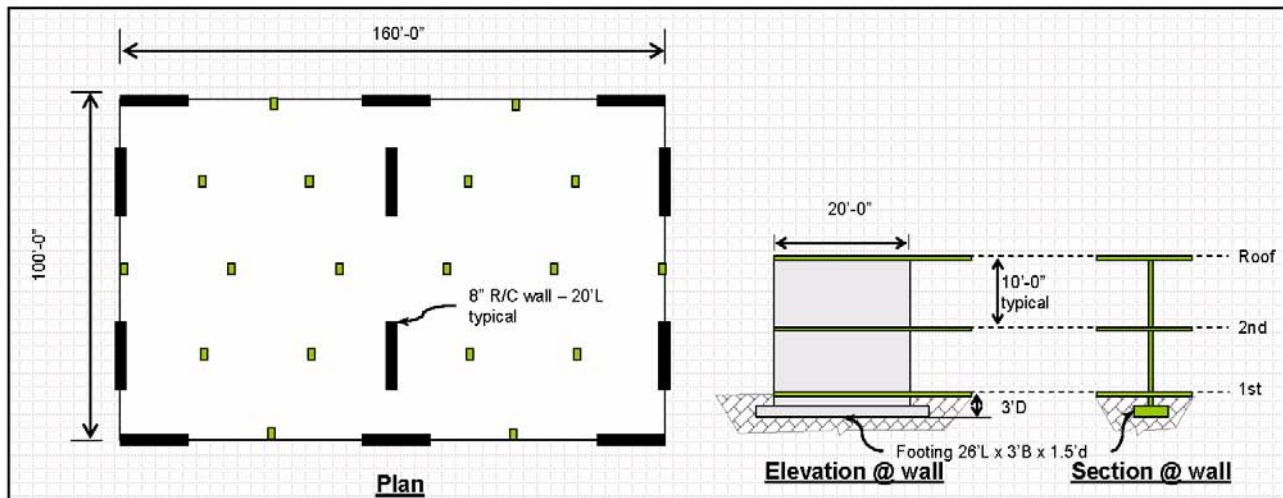 160'-0"
100'-0"
8" R/C wall – 20'L
typical
Plan
20'-0"
10'-0"
typical
Roof
2nd
1st
3'D
Footing 26'L x 3'B x 1.5'd
Elevation @ wall
Section @ wall